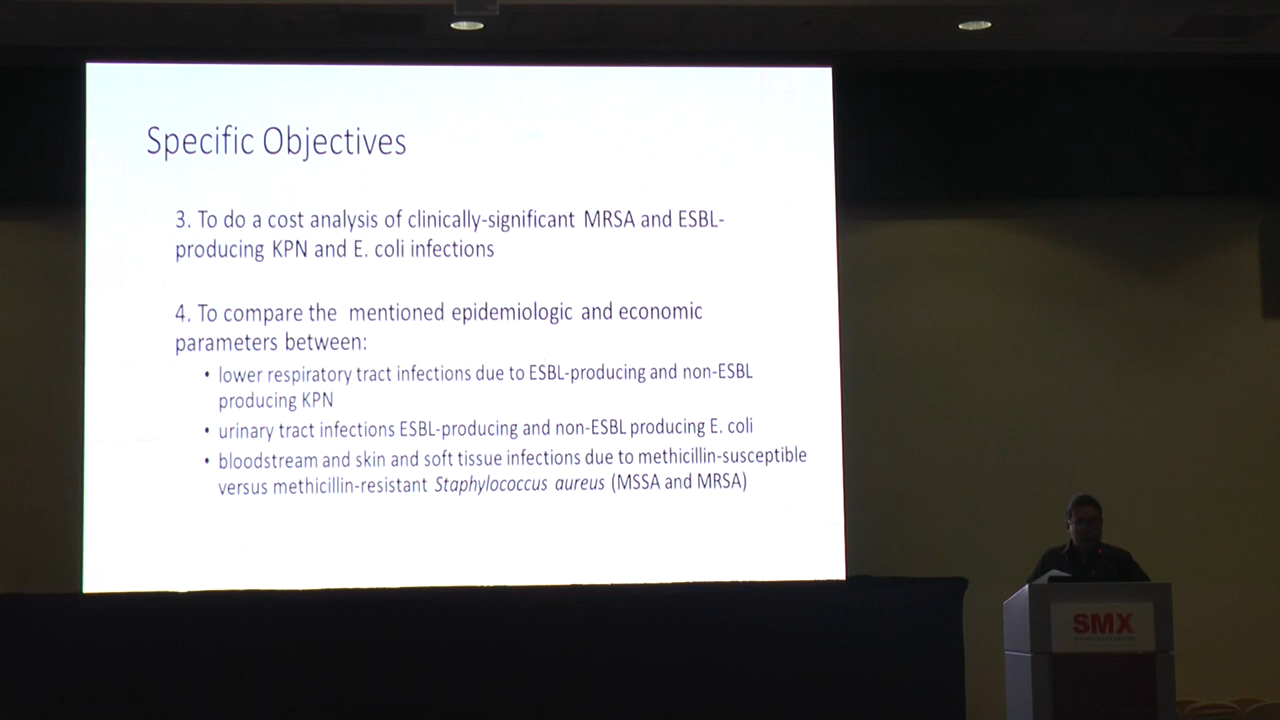 Specific Objectives
3. To do a cost analysis of clinically-significant MRSA and ESBL-
producing KPN and E. coli infections
4. To compare the mentioned epidemiologic and economic
parameters between:
• lower respiratory tract infections due to ESBL-producing and non-ESBL
producing KPN
• urinary tract infections ESBL-producing and non-ESBL producing E. coli
• bloodstream and skin and soft tissue infections due to methicillin-susceptible
versus methicillin-resistant Staphylococcus aureus (MSSA and MRSA)
SMX